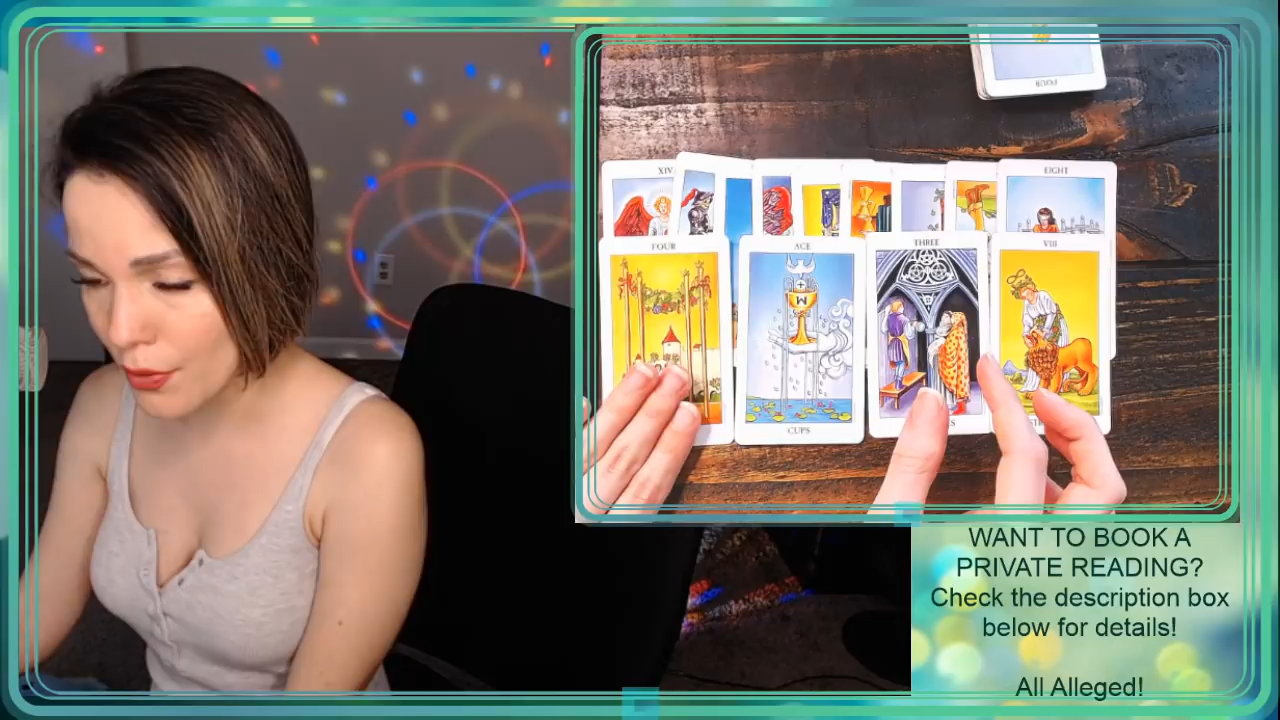 FOUR
XIV
EIGHT
FOUR
ACE
THREE
VIII
CUPS
WANT TO BOOK A
PRIVATE READING?
Check the description box
below for details!
All Alleged!